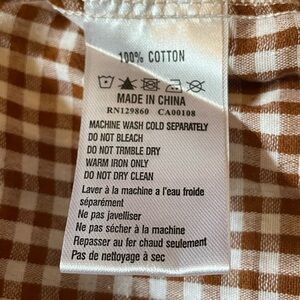 100% COTTON
MADE IN CHINA
RN129860 CA00108
MACHINE WASH COLD SEPARATELY
DO NOT BLEACH
DO NOT TRMBLE DRY
WARM IRON ONLY
DO NOT DRY CLEAN
Laver à la machine a l'eau froide
séparément
Ne pas javelliser
Ne pas sécher à la machine
Repasser au fer chaud seulement
Pas de nettoyage à sec